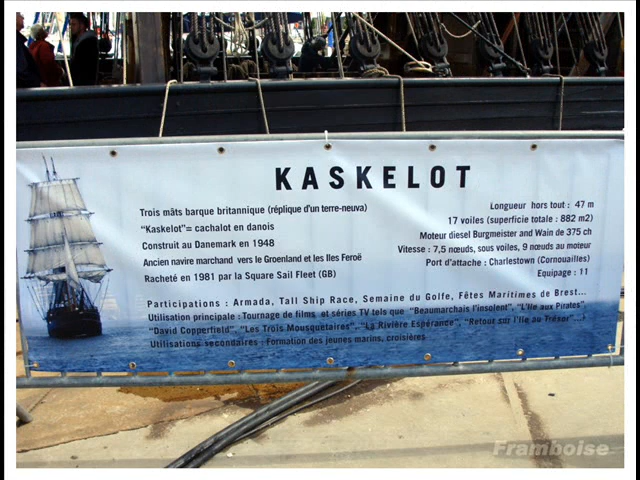 KASKELOT
Trois mâts barque britannique (réplique d'un terre-neuva)
"Kaskelot"= cachalot en danois
Construit au Danemark en 1948
Ancien navire marchand vers le Groenland et les Iles Feroë
Racheté en 1981 par la Square Sail Fleet (GB)
Longueur hors tout : 47 m
17 voiles (superficie totale : 882 m2)
Moteur diesel Burgmeister and Wain de 375 ch
Vitesse : 7,5 nœuds, sous voiles, 9 nœuds au moteur
Port d'attache : Charlestown (Cornouailles)
Equipage : 11
Participations : Armada, Tall Ship Race, Semaine du Golfe, Fêtes Maritimes de Brest...
Utilisation principale : Tournage de films et séries TV tels que "Beaumarchais l'insolent", "L'Ile aux Pirates",
"David Copperfield", "Les Trois Mousquetaires", "La Rivière Espérance", "Retour sur l'Ile au Trésor"...
Utilisations secondaires : Formation des jeunes marins, croisières
Framboise